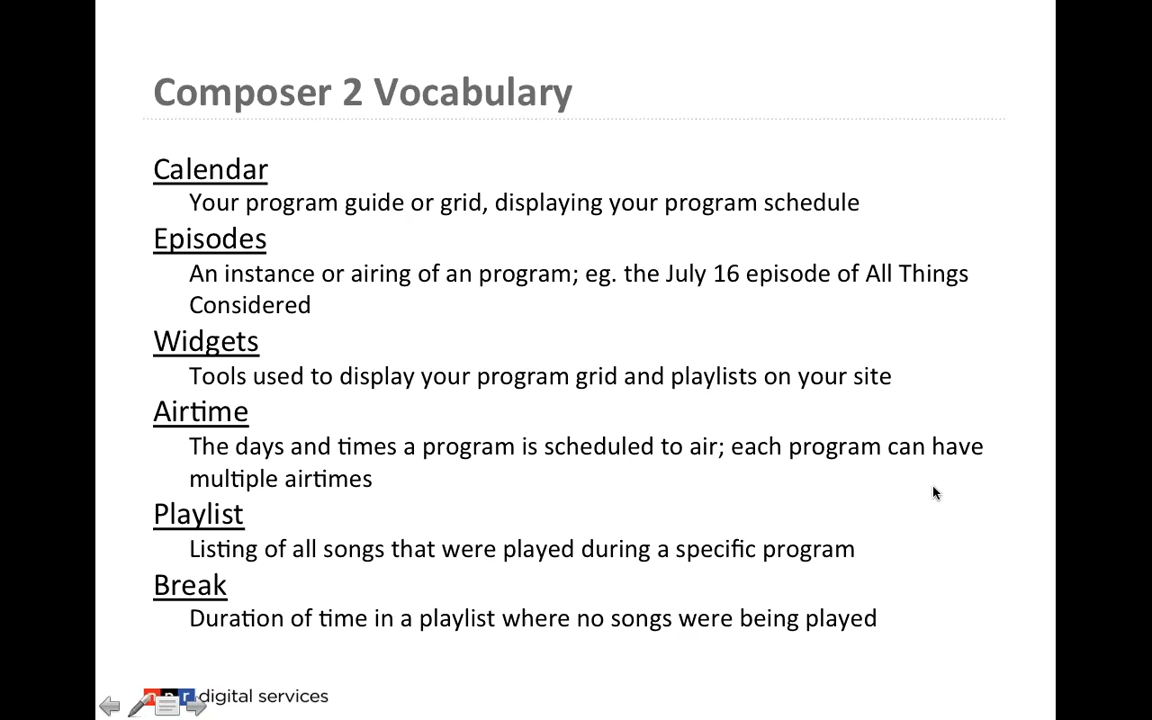 Composer 2 Vocabulary
Calendar
Your program guide or grid, displaying your program schedule
Episodes
An instance or airing of an program; eg. the July 16 episode of All Things
Considered
Widgets
Tools used to display your program grid and playlists on your site
Airtime
The days and times a program is scheduled to air; each program can have
multiple airtimes
Playlist
Listing of all songs that were played during a specific program
Break
Duration of time in a playlist where no songs were being played
digital services